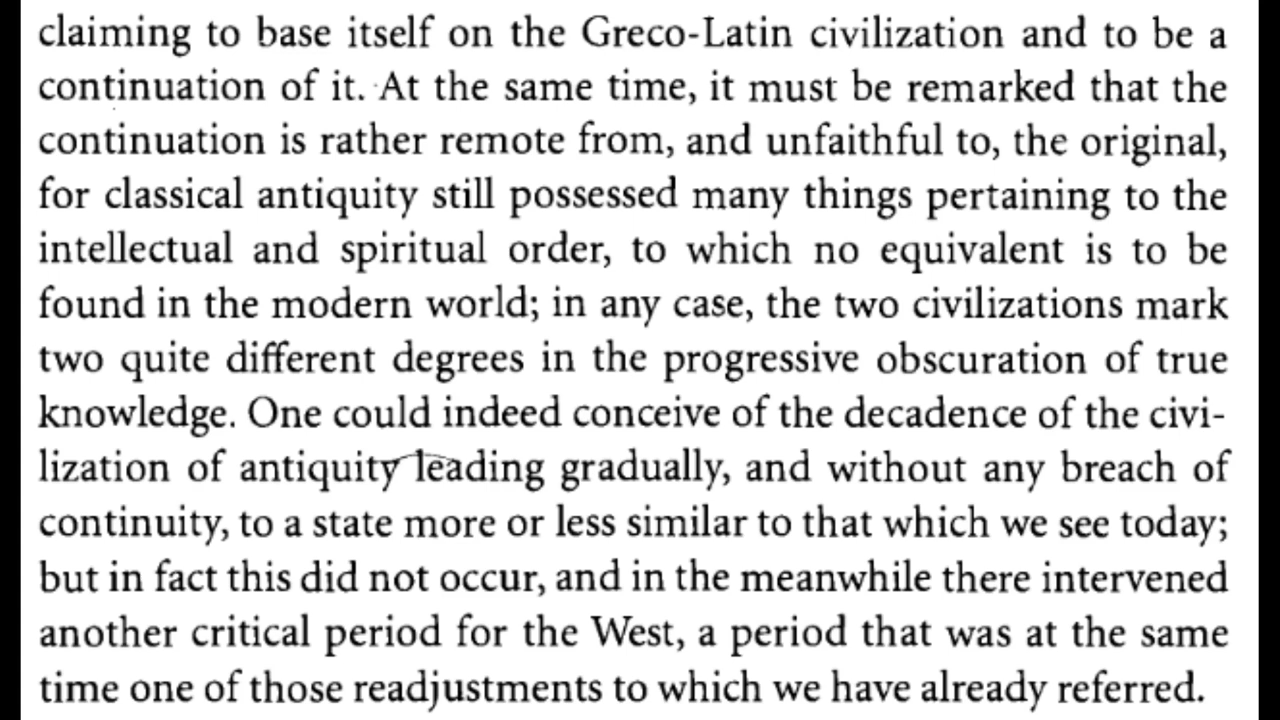 claiming to base itself on the Greco-Latin civilization and to be a
continuation of it. At the same time, it must be remarked that the
continuation is rather remote from, and unfaithful to, the original,
for classical antiquity still possessed many things pertaining to the
intellectual and spiritual order, to which no equivalent is to be
found in the modern world; in any case, the two civilizations mark
two quite different degrees in the progressive obscuration of true
knowledge. One could indeed conceive of the decadence of the civi-
lization of antiquity leading gradually, and without any breach of
continuity, to a state more or less similar to that which we see today;
but in fact this did not occur, and in the meanwhile there intervened
another critical period for the West, a period that was at the same
time one of those readjustments to which we have already referred.